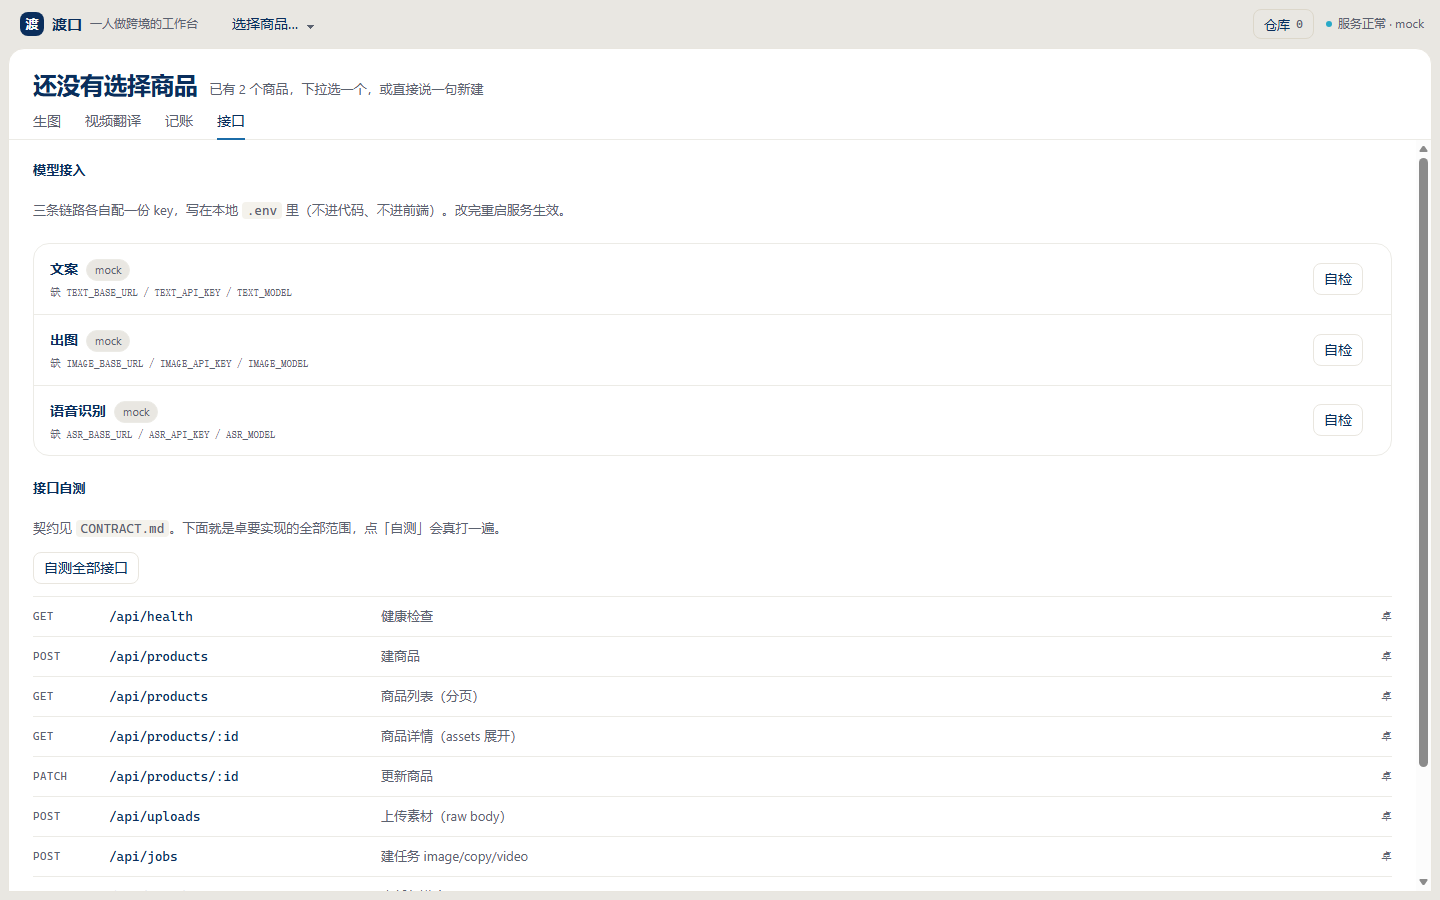 渡 渡口 一人做跨境的工作台 选择商品... 仓库 0 服务正常 · mock
还没有选择商品 已有 2 个商品，下拉选一个，或直接说一句新建
生图 视频翻译 记账 接口
模型接入
三条链路各自配一份 key，写在本地 .env 里（不进代码、不进前端）。改完重启服务生效。
文案 mock
缺 TEXT_BASE_URL / TEXT_API_KEY / TEXT_MODEL
自检
出图 mock
缺 IMAGE_BASE_URL / IMAGE_API_KEY / IMAGE_MODEL
自检
语音识别 mock
缺 ASR_BASE_URL / ASR_API_KEY / ASR_MODEL
自检
接口自测
契约见 CONTRACT.md 。下面就是卓要实现的全部范围，点「自测」会真打一遍。
自测全部接口
GET /api/health 健康检查 卓
POST /api/products 建商品 卓
GET /api/products 商品列表（分页） 卓
GET /api/products/:id 商品详情（assets 展开） 卓
PATCH /api/products/:id 更新商品 卓
POST /api/uploads 上传素材（raw body） 卓
POST /api/jobs 建任务 image/copy/video 卓